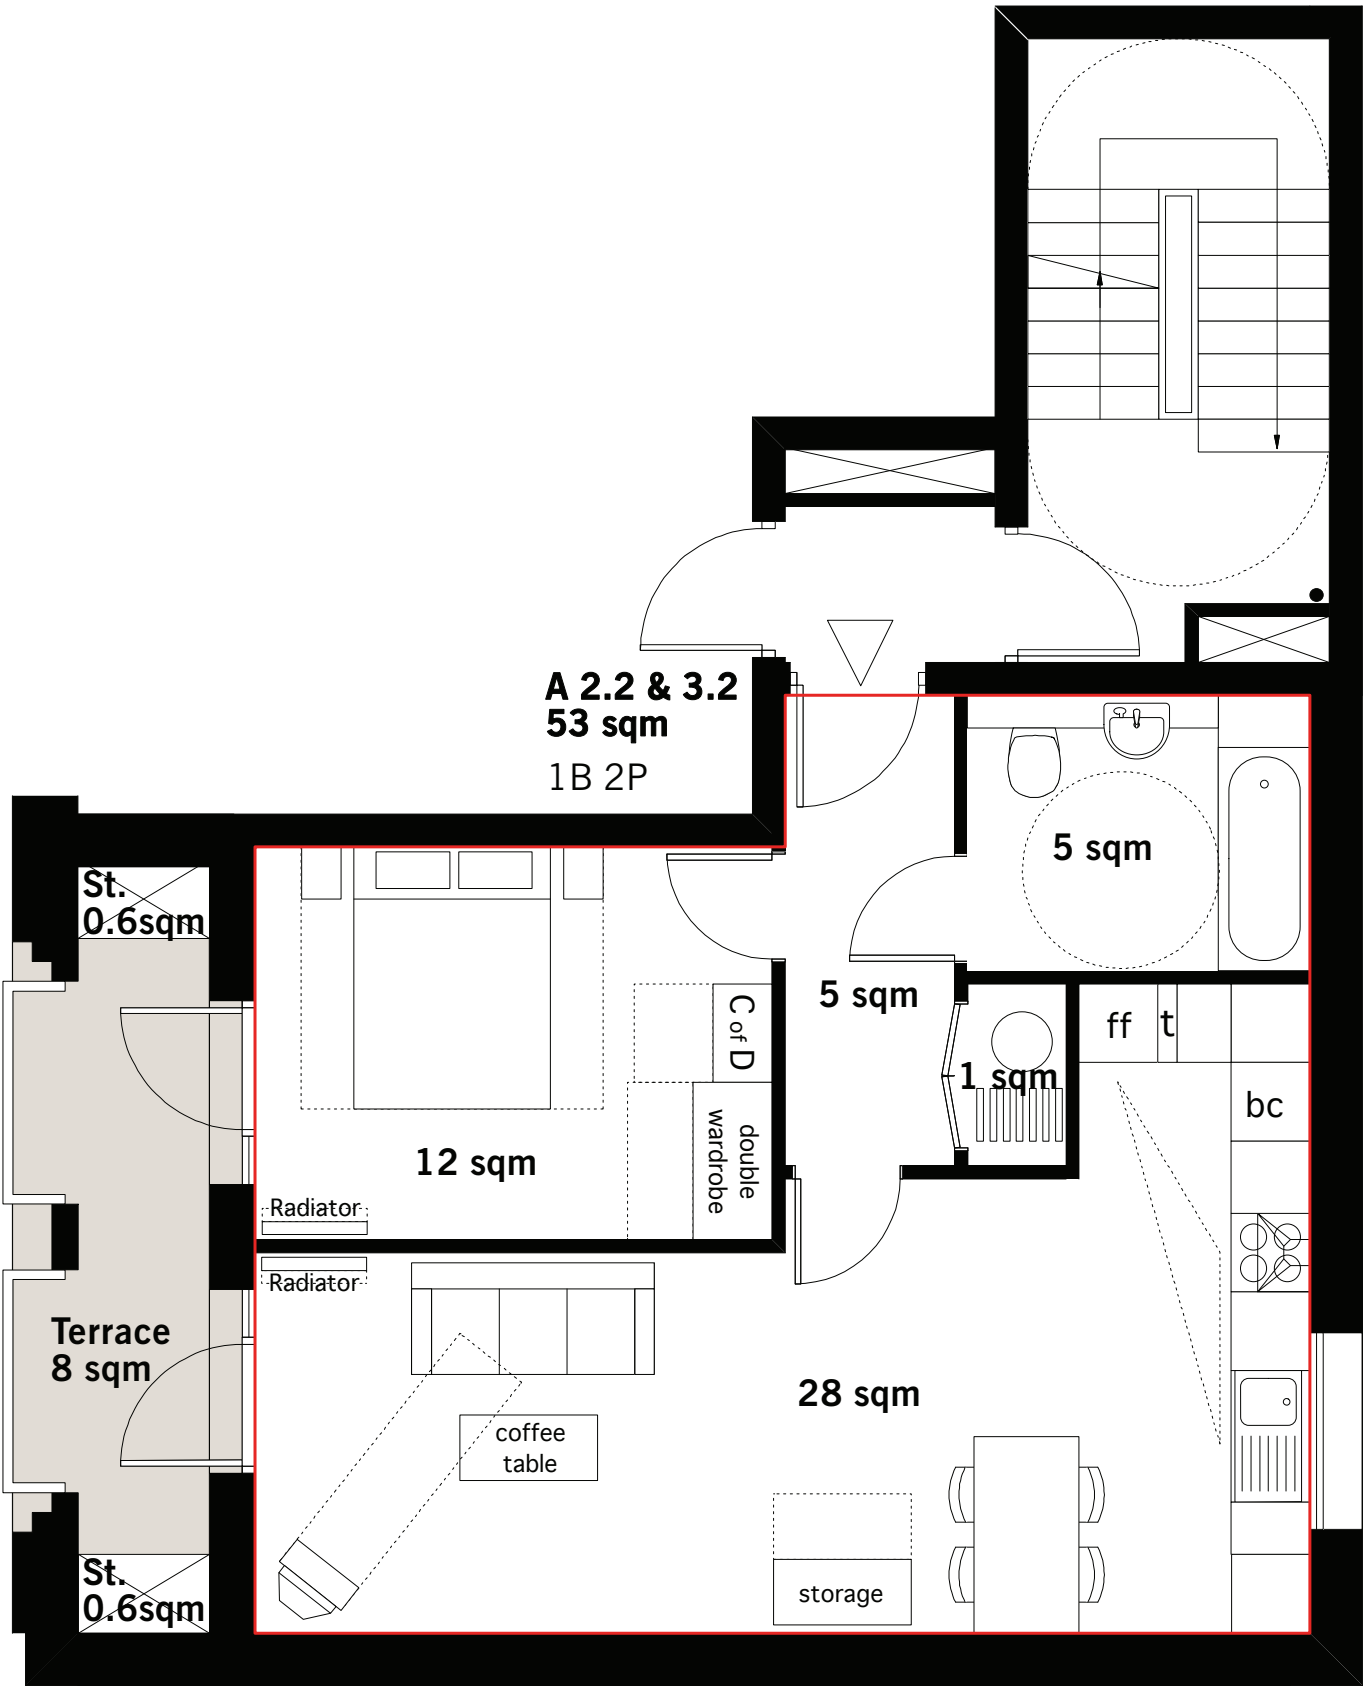 A 2.2 & 3.2
53 sqm
1B 2P
5 sqm
St.
0.6sqm
5 sqm
C of D
ff
t
1 sqm
bc
12 sqm
double
wardrobe
Radiator
Radiator
Terrace
8 sqm
28 sqm
coffee
table
St.
0.6sqm
storage